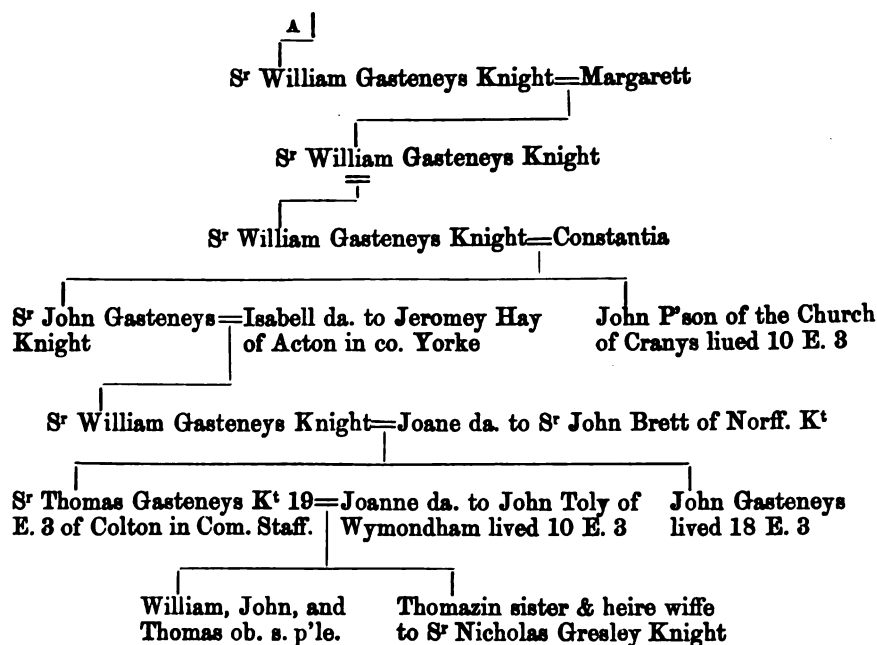 A
Sr William Gasteneys Knight=Margarett
Sr William Gasteneys Knight
=
Sr William Gasteneys Knight=Constantia
Sr John Gasteneys=Isabell da. to Jeromey Hay John P'son of the Church
Knight of Acton in co. Yorke of Cranys liued 10 E. 3
Sr William Gasteneys Knight=Joane da. to Sr John Brett of Norff. Kt
Sr Thomas Gasteneys Kt 19=Joanne da. to John Toly of John Gasteneys
E. 3 of Colton in Com. Staff. Wymondham lived 10 E. 3 lived 18 E. 3
William, John, and Thomazin sister & heire wiffe
Thomas ob. s. p'le. to Sr Nicholas Gresley Knight